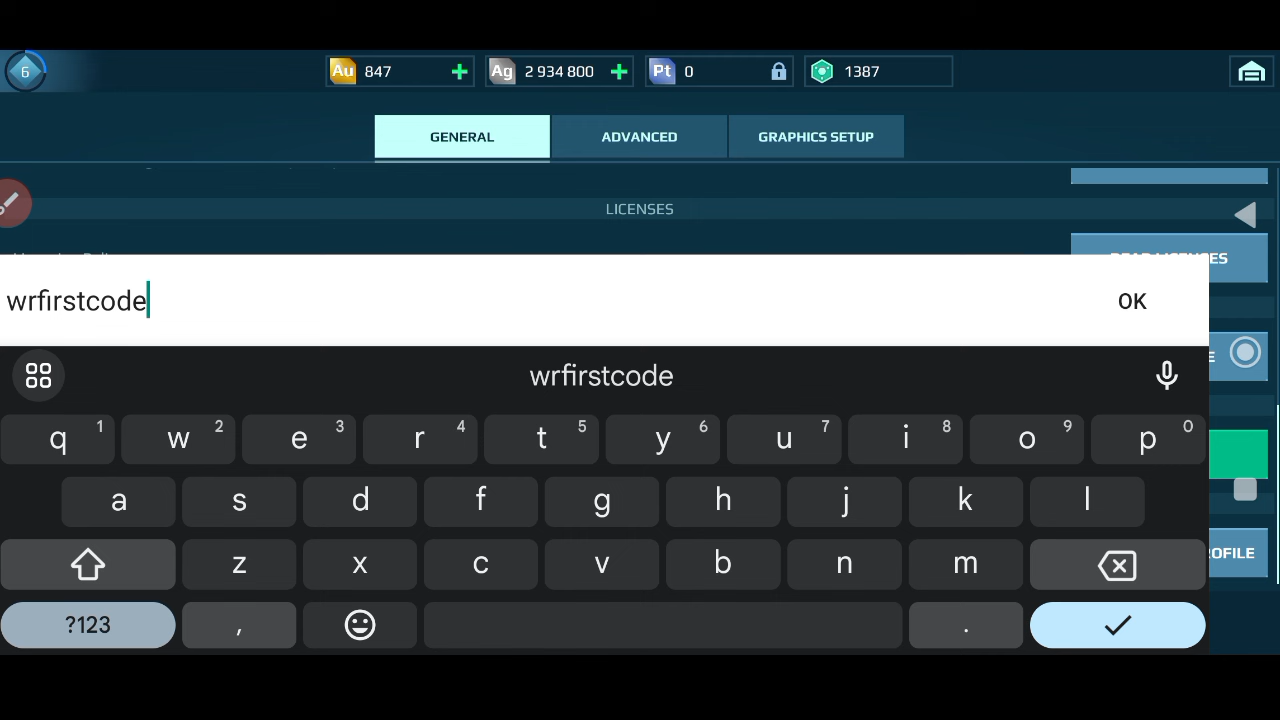 6
Au 847 +
Ag 2 934 800 +
Pt 0
1387
GENERAL
ADVANCED
GRAPHICS SETUP
LICENSES
wrfirstcode
OK
wrfirstcode
q 1 w 2 e 3 r 4 t 5 y 6 u 7 i 8 o 9 p 0
a s d f g h j k l
z x c v b n m
?123 , .